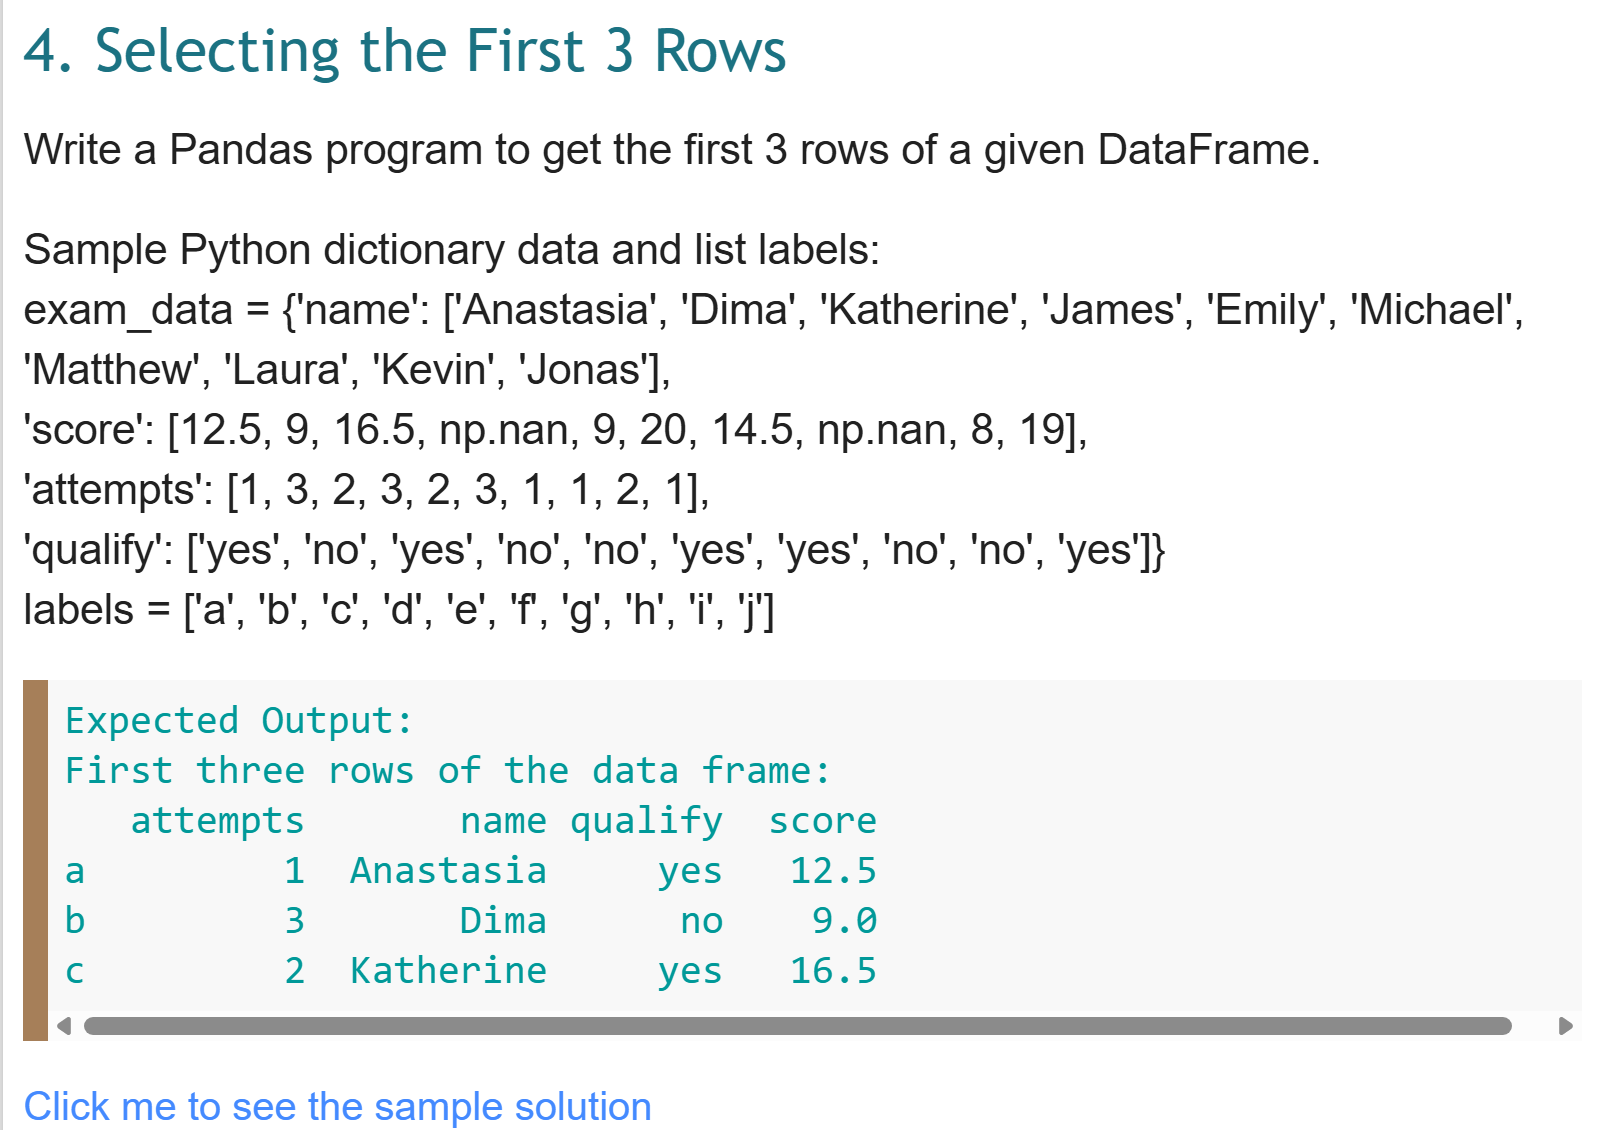 4. Selecting the First 3 Rows
Write a Pandas program to get the first 3 rows of a given DataFrame.
Sample Python dictionary data and list labels:
exam_data = {'name': ['Anastasia', 'Dima', 'Katherine', 'James', 'Emily', 'Michael',
'Matthew', 'Laura', 'Kevin', 'Jonas'],
'score': [12.5, 9, 16.5, np.nan, 9, 20, 14.5, np.nan, 8, 19],
'attempts': [1, 3, 2, 3, 2, 3, 1, 1, 2, 1],
'qualify': ['yes', 'no', 'yes', 'no', 'no', 'yes', 'yes', 'no', 'no', 'yes']}
labels = ['a', 'b', 'c', 'd', 'e', 'f', 'g', 'h', 'i', 'j']
Expected Output:
First three rows of the data frame:
   attempts       name qualify  score
a         1  Anastasia     yes   12.5
b         3       Dima      no    9.0
c         2  Katherine     yes   16.5
Click me to see the sample solution